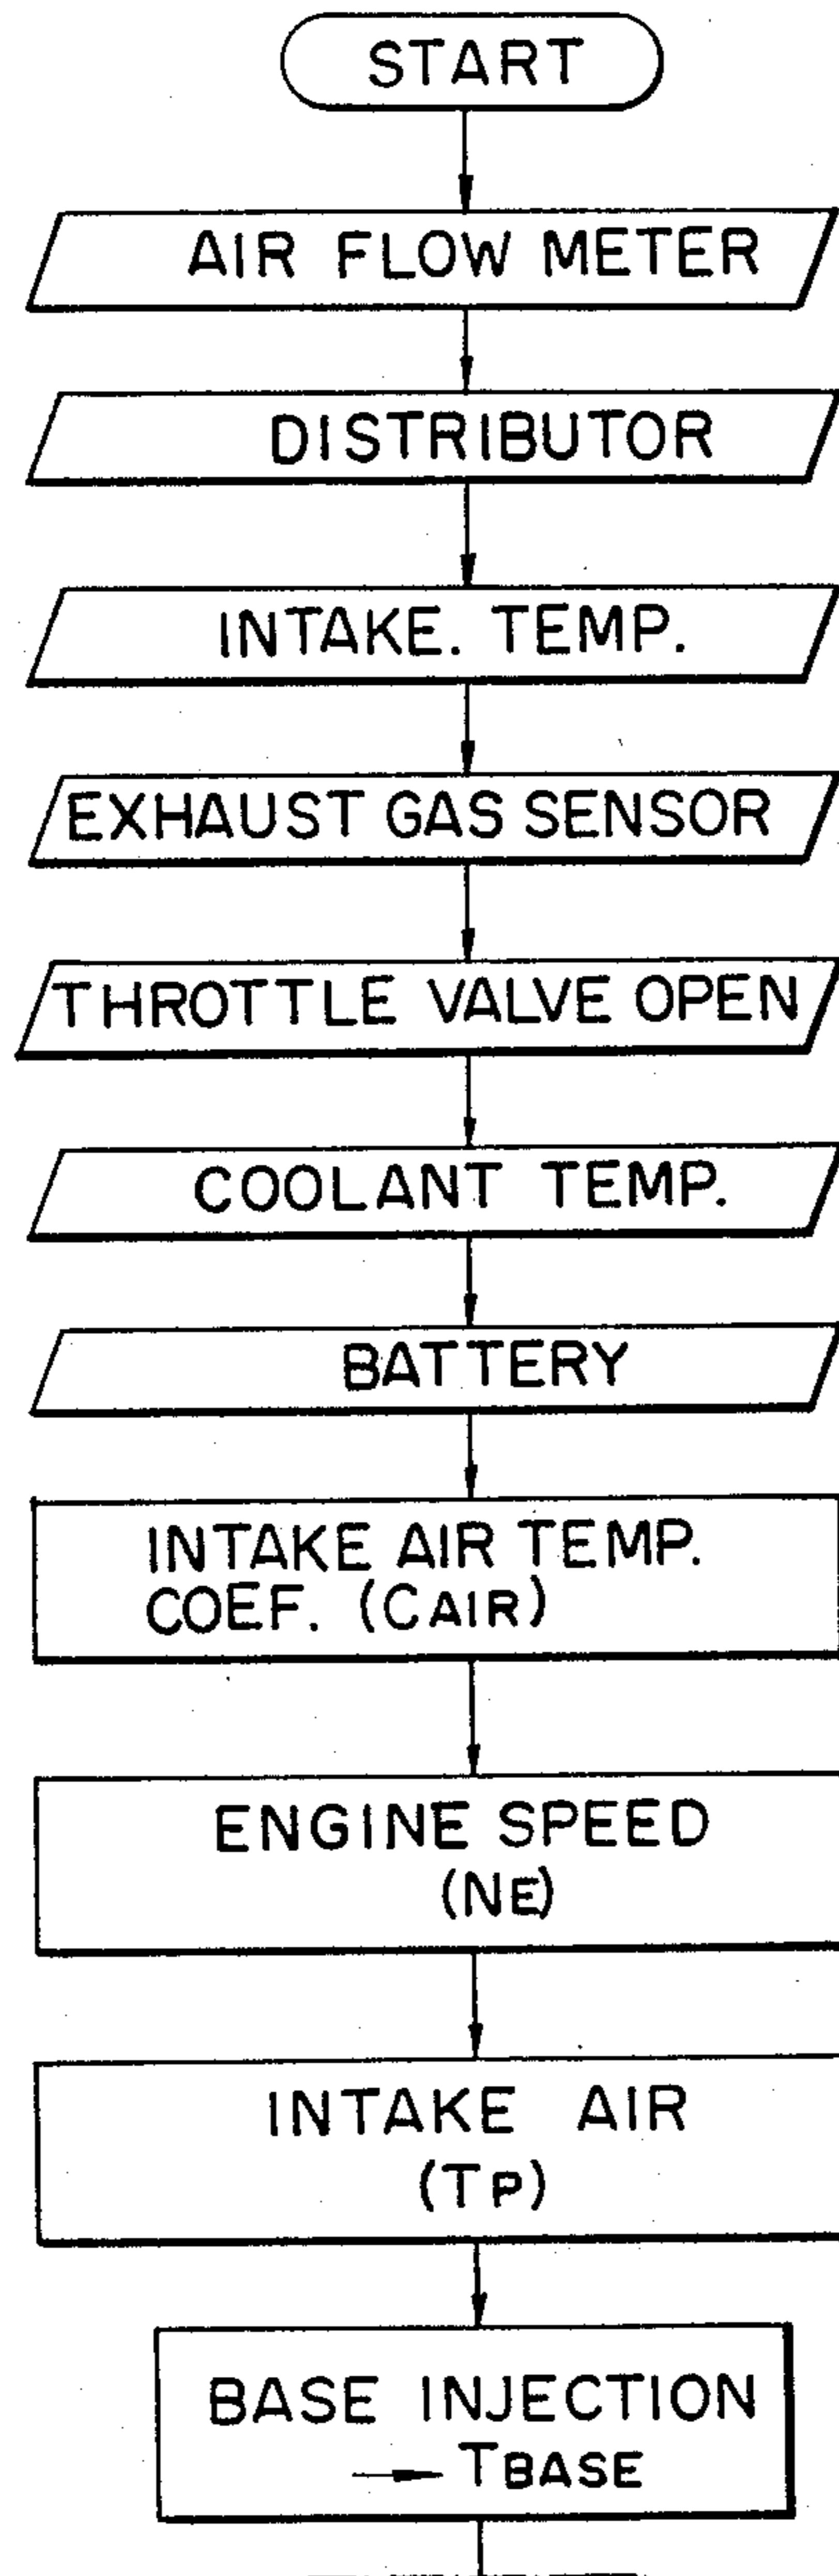 START
AIR FLOW METER
DISTRIBUTOR
INTAKE. TEMP.
EXHAUST GAS SENSOR
THROTTLE VALVE OPEN
COOLANT TEMP.
BATTERY
INTAKE AIR TEMP.
COEF. (CAIR)
ENGINE SPEED
(NE)
INTAKE AIR
(TP)
BASE INJECTION
→ TBASE